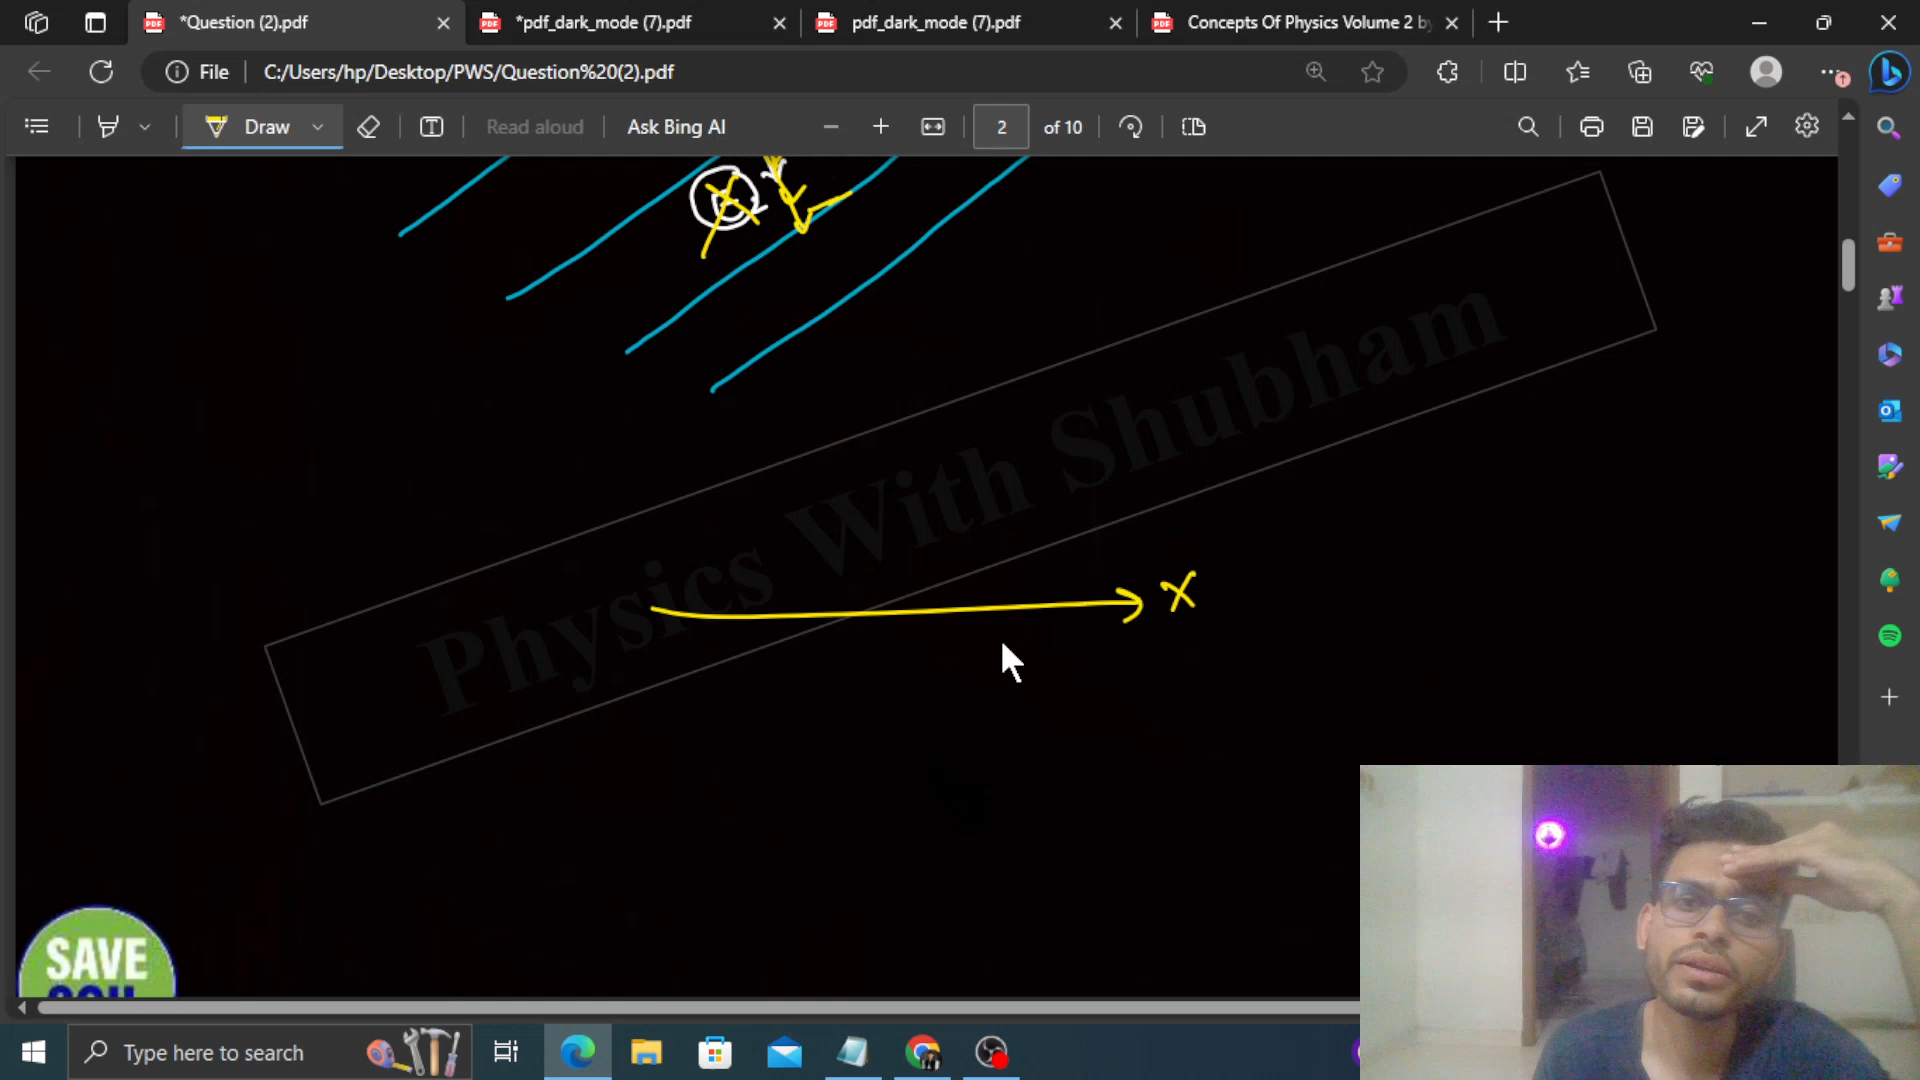 *Question (2).pdf
*pdf_dark_mode (7).pdf
pdf_dark_mode (7).pdf
Concepts Of Physics Volume 2 by
File
C:/Users/hp/Desktop/PWS/Question%20(2).pdf
Draw
Read aloud
Ask Bing AI
2
of 10
Physics With Shubham
X
SAVE
Type here to search